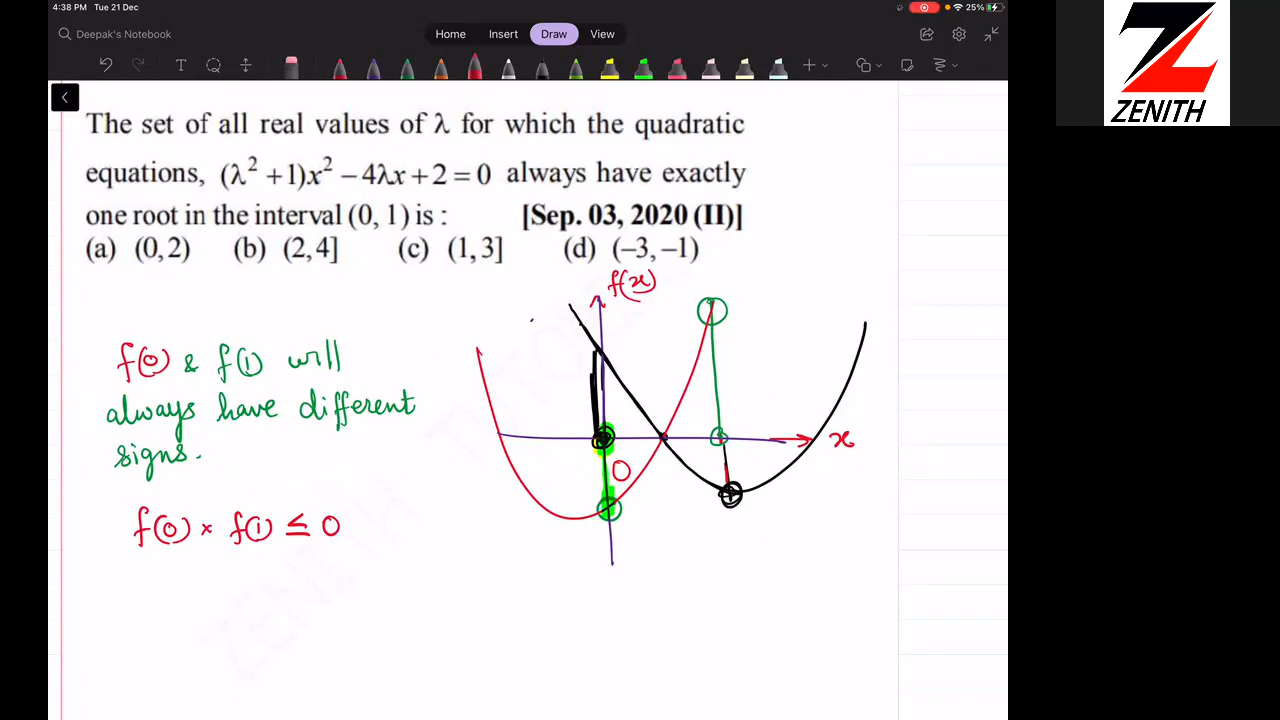 4:38 PM Tue 21 Dec
25%
Deepak's Notebook
Home Insert Draw View
ZENITH
The set of all real values of λ for which the quadratic
equations, (λ² + 1)x² − 4λx + 2 = 0 always have exactly
one root in the interval (0, 1) is : [Sep. 03, 2020 (II)]
(a) (0, 2) (b) (2, 4] (c) (1, 3] (d) (−3, −1)
f(x)
f(0) & f(1) will
always have different
signs.
x
0
f(0) × f(1) ≤ 0